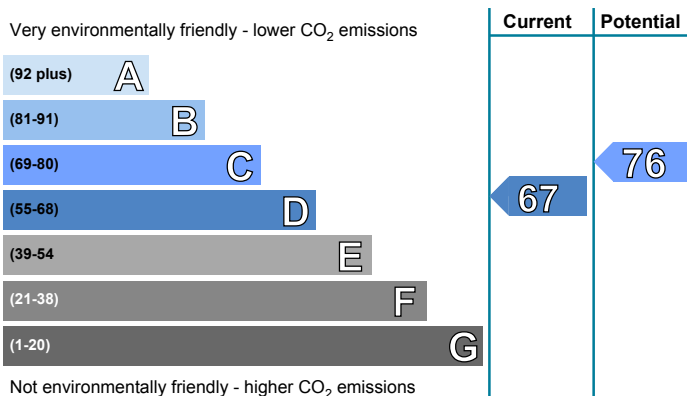 Very environmentally friendly - lower CO₂ emissions
Current
Potential
(92 plus) A
(81-91) B
(69-80) C
76
(55-68) D
67
(39-54 E
(21-38) F
(1-20) G
Not environmentally friendly - higher CO₂ emissions